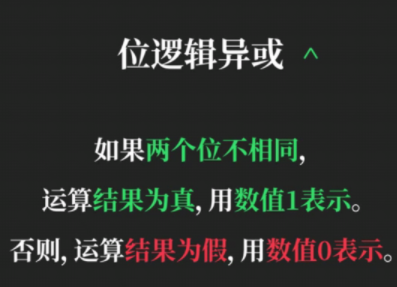 位逻辑异或 ^
如果两个位不相同,
运算结果为真, 用数值1表示。
否则, 运算结果为假, 用数值0表示。